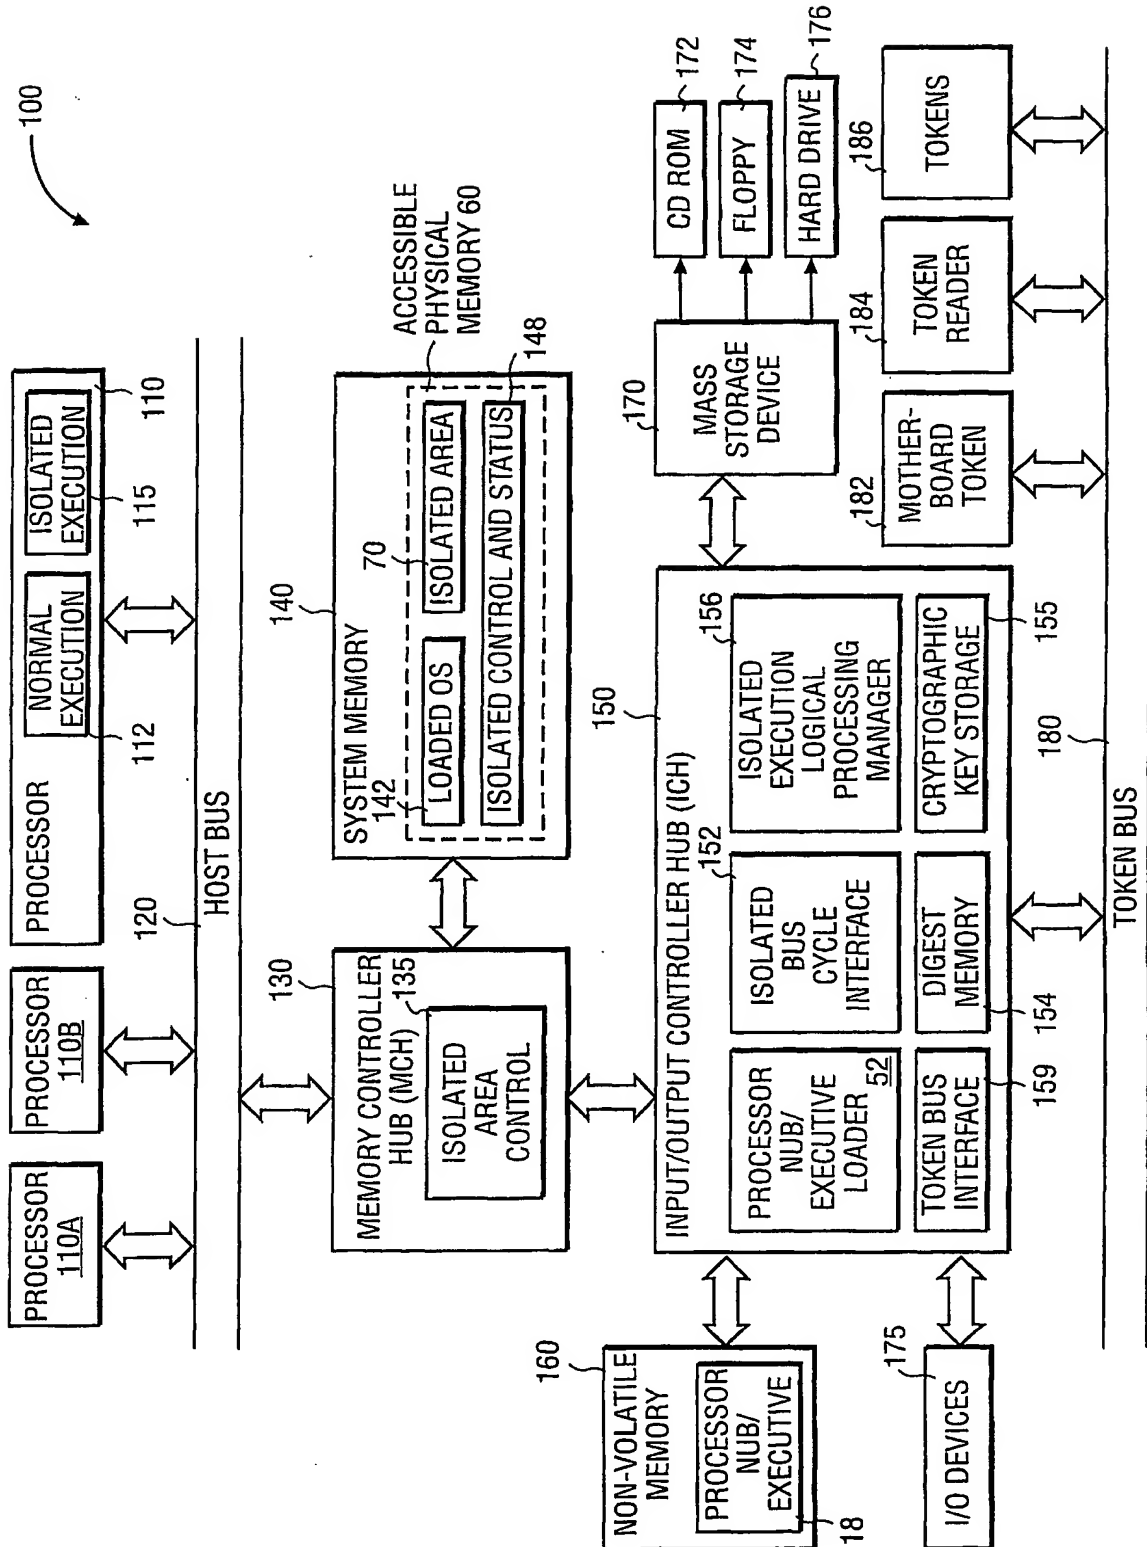 100
PROCESSOR
110A
PROCESSOR
110B
PROCESSOR
NORMAL
EXECUTION
112
ISOLATED
EXECUTION
115
110
120
HOST BUS
MEMORY CONTROLLER
HUB (MCH)
130
135
ISOLATED
AREA
CONTROL
SYSTEM MEMORY
140
142
LOADED OS
70
ISOLATED AREA
ISOLATED CONTROL AND STATUS
148
ACCESSIBLE
PHYSICAL
MEMORY 60
NON-VOLATILE
MEMORY
160
PROCESSOR
NUB/
EXECUTIVE
18
I/O DEVICES
175
INPUT/OUTPUT CONTROLLER HUB (ICH)
150
PROCESSOR
NUB/
EXECUTIVE
LOADER
52
152
ISOLATED
BUS
CYCLE
INTERFACE
156
ISOLATED
EXECUTION
LOGICAL
PROCESSING
MANAGER
TOKEN BUS
INTERFACE
159
DIGEST
MEMORY
154
CRYPTOGRAPHIC
KEY STORAGE
155
170
MASS
STORAGE
DEVICE
CD ROM
172
FLOPPY
174
HARD DRIVE
176
182
MOTHER-
BOARD
TOKEN
184
TOKEN
READER
186
TOKENS
180
TOKEN BUS